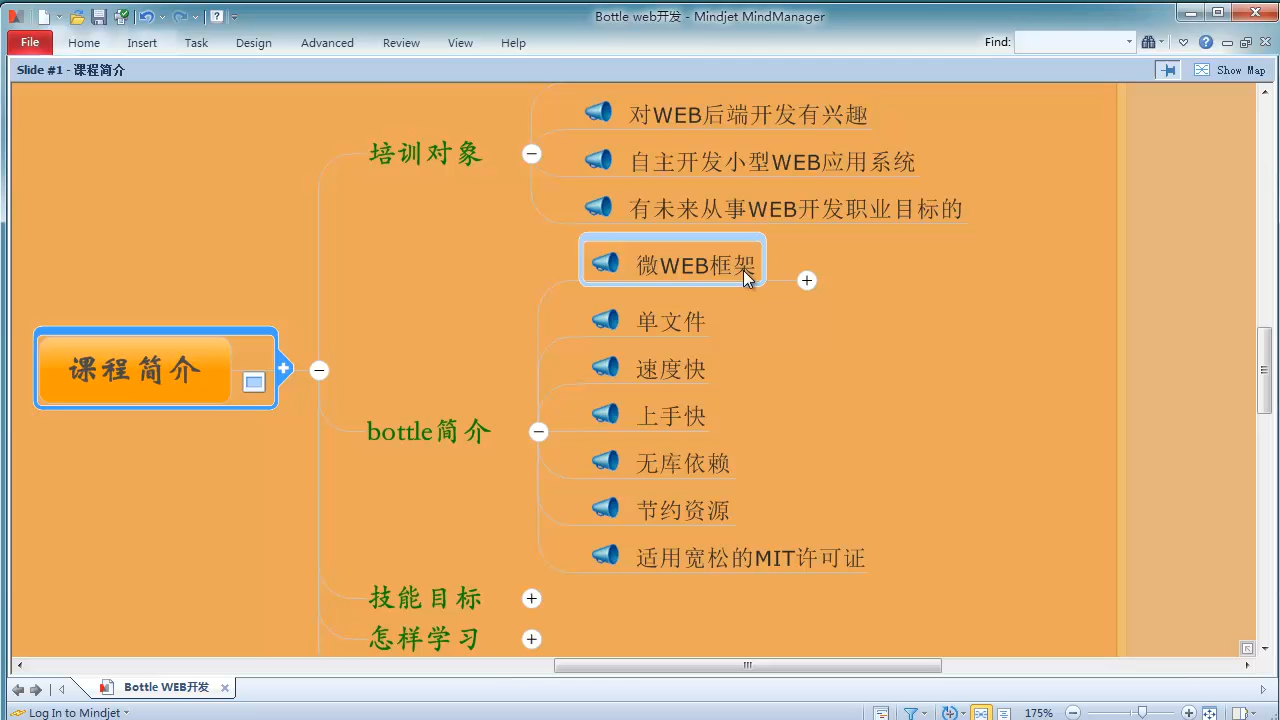 Bottle web开发 - Mindjet MindManager
File Home Insert Task Design Advanced Review View Help Find:
Slide #1 - 课程简介 Show Map
对WEB后端开发有兴趣
培训对象
自主开发小型WEB应用系统
有未来从事WEB开发职业目标的
微WEB框架
单文件
速度快
课程简介
上手快
bottle简介
无库依赖
节约资源
适用宽松的MIT许可证
技能目标
怎样学习
Bottle WEB开发
Log In to Mindjet 175%